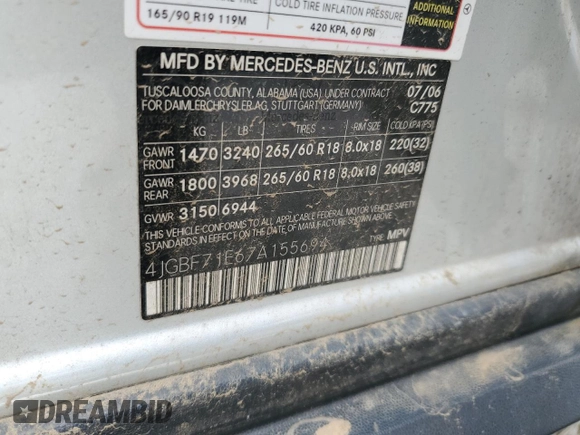 165/90 R19 119M
COLD TIRE INFLATION PRESSURE
420 KPA, 60 PSI
ADDITIONAL
INFORMATION
MFD BY MERCEDES-BENZ U.S. INTL., INC
TUSCALOOSA COUNTY, ALABAMA (USA), UNDER CONTRACT 07/06
FOR DAIMLERCHRYSLER AG, STUTTGART (GERMANY) C775
KG LB TIRES RIM SIZE COLD KPA(PSI)
GAWR FRONT 1470 3240 265/60 R18 8.0x18 220(32)
GAWR REAR 1800 3968 265/60 R18 8.0x18 260(38)
GVWR 3150 6944
THIS VEHICLE CONFORMS TO ALL APPLICABLE FEDERAL MOTOR VEHICLE
SAFETY STANDARDS IN EFFECT ON THE DATE OF MANUFACTURE SHOWN ABOVE.
TYPE: MPV
DREAMBID